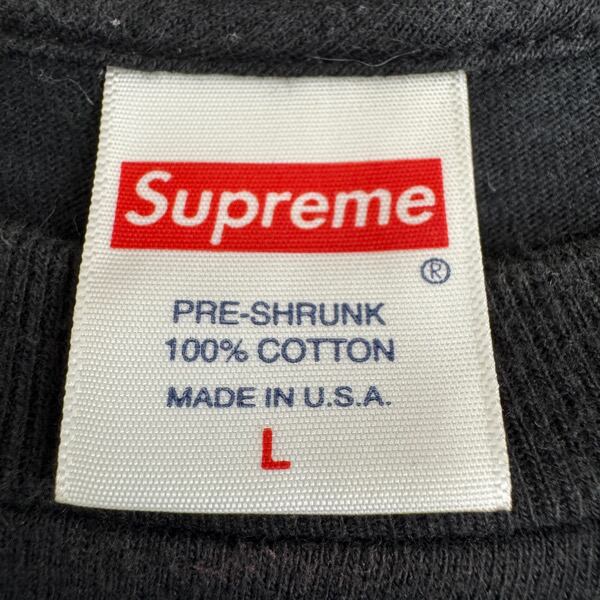 Supreme
®
PRE-SHRUNK
100% COTTON
MADE IN U.S.A.
L